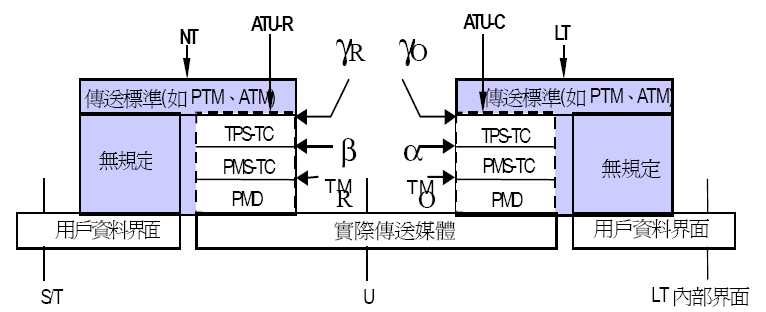 NT
ATU-R
γR
γO
ATU-C
LT
傳送標準(如 PTM、ATM)
傳送標準(如 PTM、ATM)
無規定
TPS-TC
PMS-TC
PMD
β
TM
R
α
TM
O
TPS-TC
PMS-TC
PMD
無規定
用戶資料界面
實際傳送媒體
用戶資料界面
S/T
U
LT 內部界面